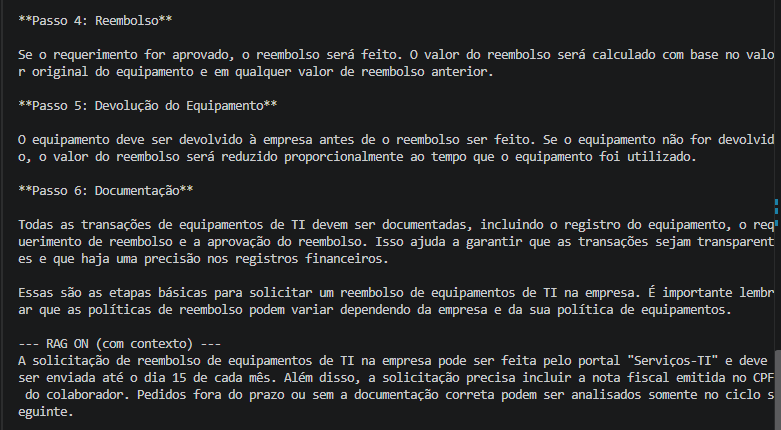 **Passo 4: Reembolso**
Se o requerimento for aprovado, o reembolso será feito. O valor do reembolso será calculado com base no valo
r original do equipamento e em qualquer valor de reembolso anterior.
**Passo 5: Devolução do Equipamento**
O equipamento deve ser devolvido à empresa antes de o reembolso ser feito. Se o equipamento não for devolvid
o, o valor do reembolso será reduzido proporcionalmente ao tempo que o equipamento foi utilizado.
**Passo 6: Documentação**
Todas as transações de equipamentos de TI devem ser documentadas, incluindo o registro do equipamento, o req
uerimento de reembolso e a aprovação do reembolso. Isso ajuda a garantir que as transações sejam transparent
es e que haja uma precisão nos registros financeiros.
Essas são as etapas básicas para solicitar um reembolso de equipamentos de TI na empresa. É importante lembr
ar que as políticas de reembolso podem variar dependendo da empresa e da sua política de equipamentos.
--- RAG ON (com contexto) ---
A solicitação de reembolso de equipamentos de TI na empresa pode ser feita pelo portal "Serviços-TI" e deve
ser enviada até o dia 15 de cada mês. Além disso, a solicitação precisa incluir a nota fiscal emitida no CPF
do colaborador. Pedidos fora do prazo ou sem a documentação correta podem ser analisados somente no ciclo s
eguinte.